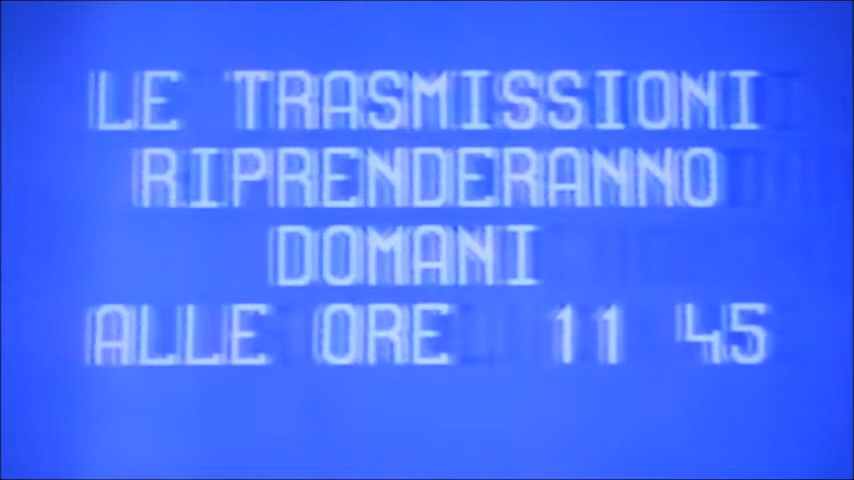 LE TRASMISSIONI
RIPRENDERANNO
DOMANI
ALLE ORE 11 45